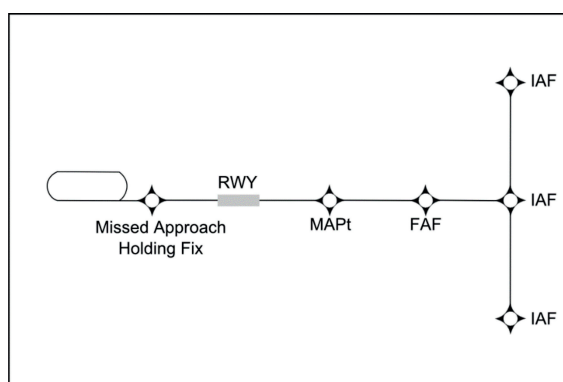 IAF
RWY
IAF
Missed Approach
Holding Fix
MAPt
FAF
IAF